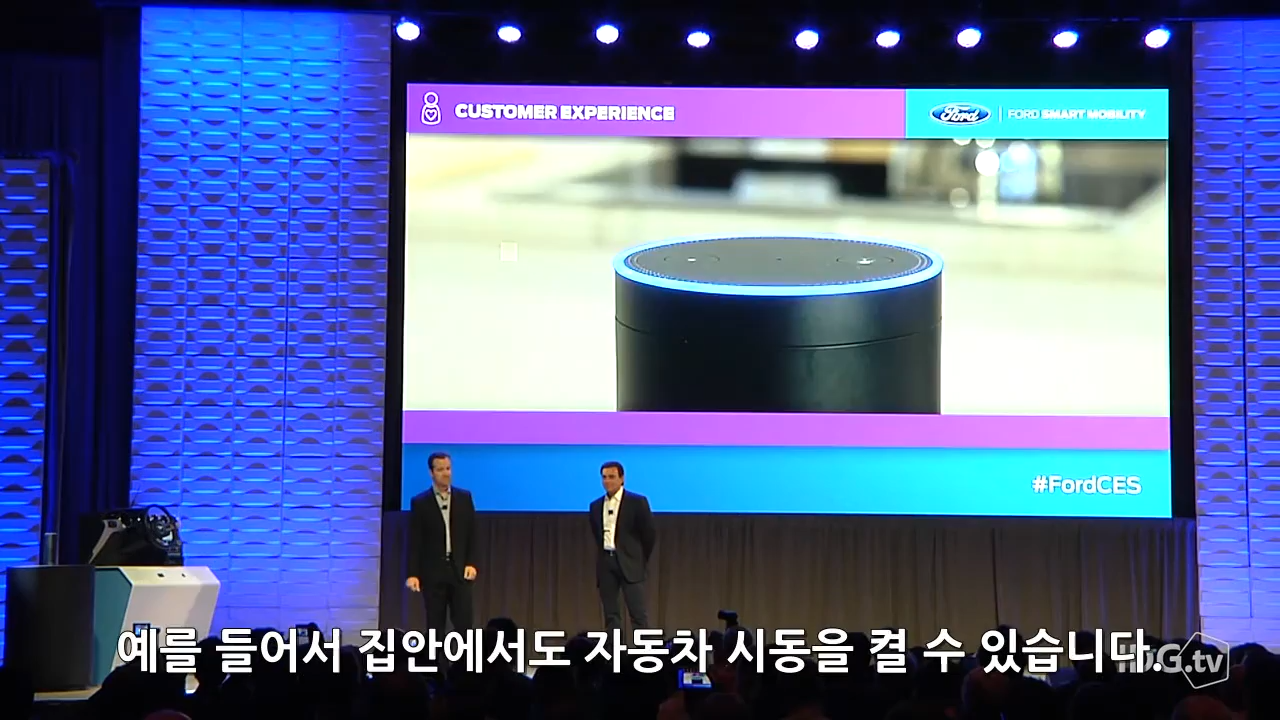 CUSTOMER EXPERIENCE
Ford
FORD SMART MOBILITY
#FordCES
예를 들어서 집안에서도 자동차 시동을 켤 수 있습니다.
IDG.tv